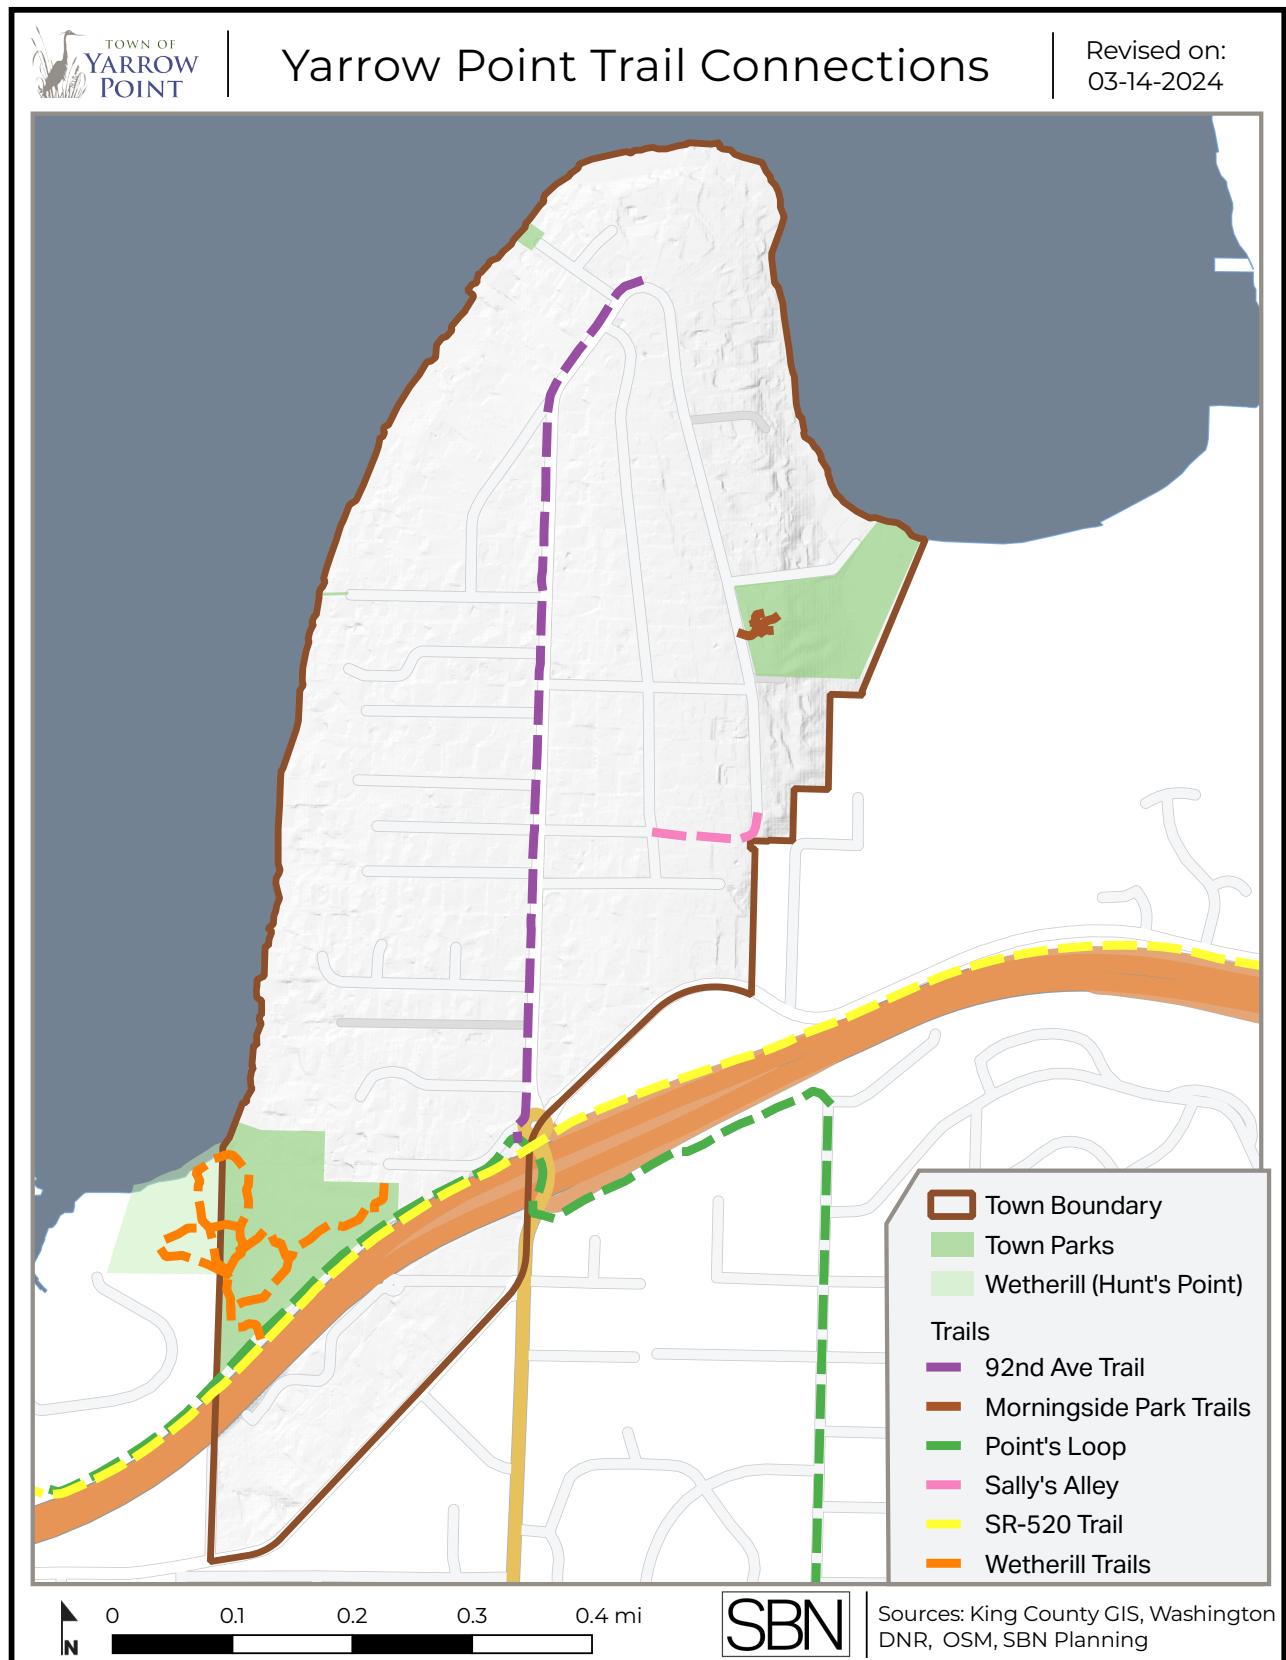 TOWN OF
YARROW
POINT
Yarrow Point Trail Connections
Revised on:
03-14-2024
Town Boundary
Town Parks
Wetherill (Hunt's Point)
Trails
92nd Ave Trail
Morningside Park Trails
Point's Loop
Sally's Alley
SR-520 Trail
Wetherill Trails
N
0 0.1 0.2 0.3 0.4 mi
SBN
Sources: King County GIS, Washington
DNR, OSM, SBN Planning